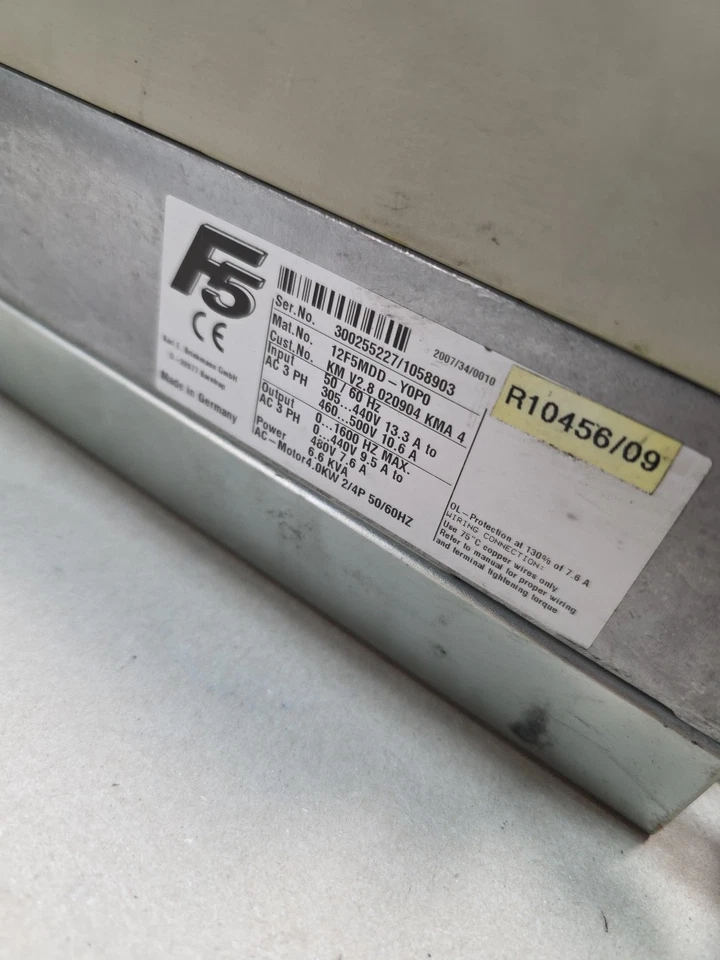 F5
CE
Karl E. Brinkmann GmbH
D-32677 Barntrup
Made in Germany
Ser.No. 300255227/1058903
2007/34/0010
Mat.No. 12F5MDD-Y0P0
Cust.No. KM V2.8 020904 KMA 4
Input 50 / 60 Hz
AC 3 PH 305...440V 13.3 A to
460...500V 10.6 A
Output 0...1600 HZ MAX.
AC 3 PH 0...440V 9.5 A to
480V 7.6 A
Power 6.6 KVA
AC-Motor 4.0KW 2/4P 50/60HZ
R10456/09
OL-Protection at 130% of 7.6 A
WIRING CONNECTION:
Use 75°C copper wires only
Refer to manual for proper wiring
and terminal tightening torque